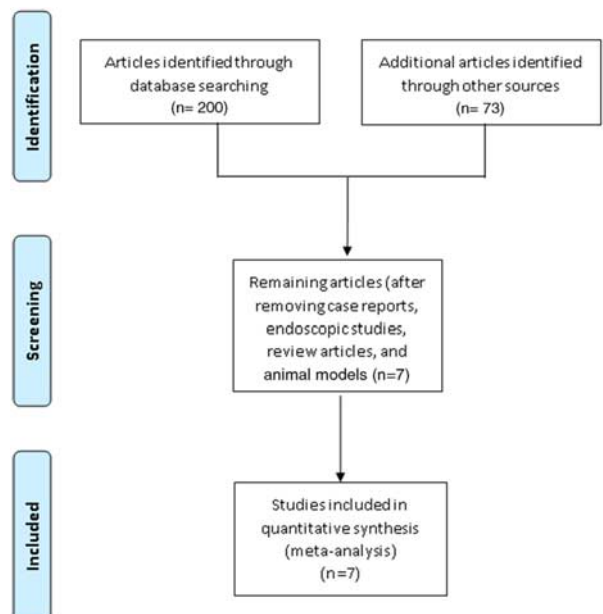 Identification
Articles identified through
database searching
(n= 200)
Additional articles identified
through other sources
(n= 73)
Screening
Remaining articles (after
removing case reports,
endoscopic studies,
review articles, and
animal models (n=7)
Included
Studies included in
quantitative synthesis
(meta-analysis)
(n=7)